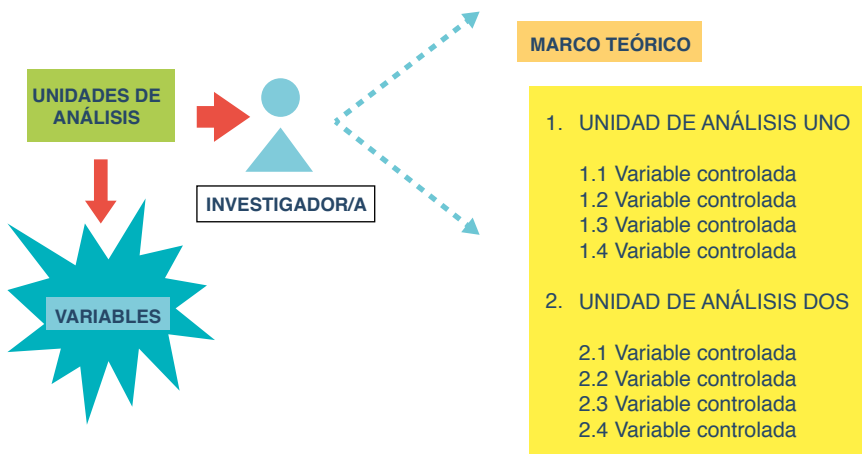 UNIDADES DE
ANÁLISIS
INVESTIGADOR/A
VARIABLES
MARCO TEÓRICO
1. UNIDAD DE ANÁLISIS UNO
1.1 Variable controlada
1.2 Variable controlada
1.3 Variable controlada
1.4 Variable controlada
2. UNIDAD DE ANÁLISIS DOS
2.1 Variable controlada
2.2 Variable controlada
2.3 Variable controlada
2.4 Variable controlada